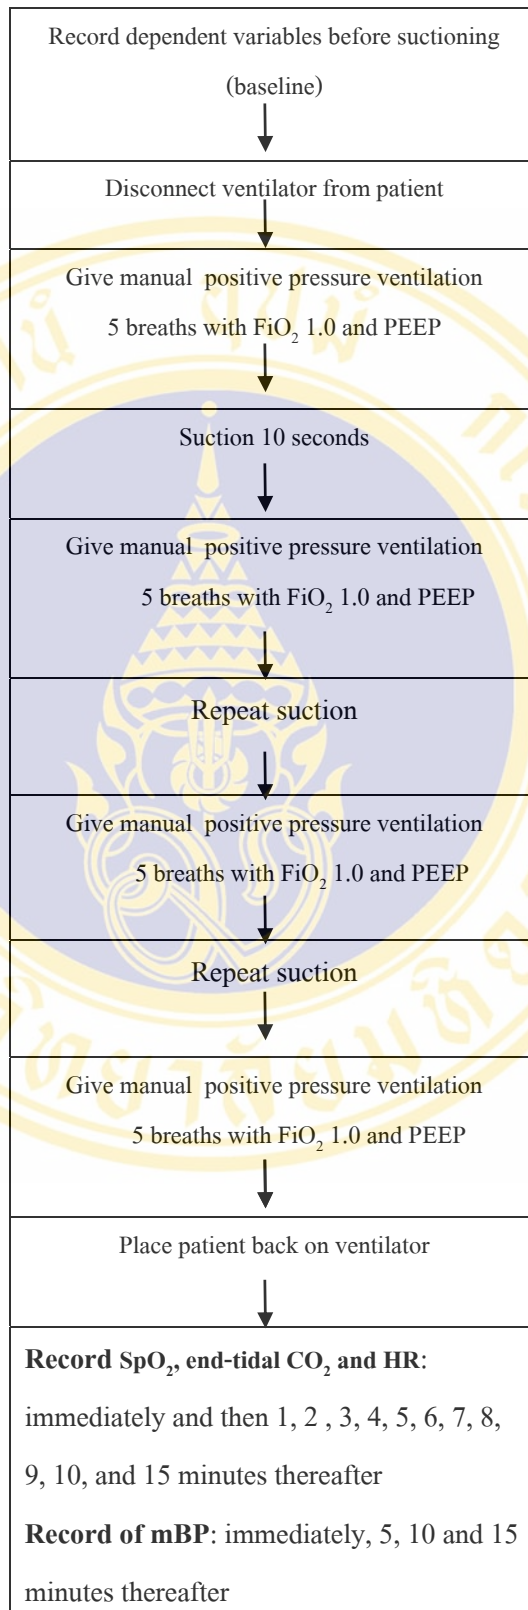 Record dependent variables before suctioning
(baseline)
Disconnect ventilator from patient
Give manual positive pressure ventilation
5 breaths with FiO2 1.0 and PEEP
Suction 10 seconds
Give manual positive pressure ventilation
5 breaths with FiO2 1.0 and PEEP
Repeat suction
Give manual positive pressure ventilation
5 breaths with FiO2 1.0 and PEEP
Repeat suction
Give manual positive pressure ventilation
5 breaths with FiO2 1.0 and PEEP
Place patient back on ventilator
Record SpO2, end-tidal CO2 and HR:
immediately and then 1, 2 , 3, 4, 5, 6, 7, 8,
9, 10, and 15 minutes thereafter
Record of mBP: immediately, 5, 10 and 15
minutes thereafter